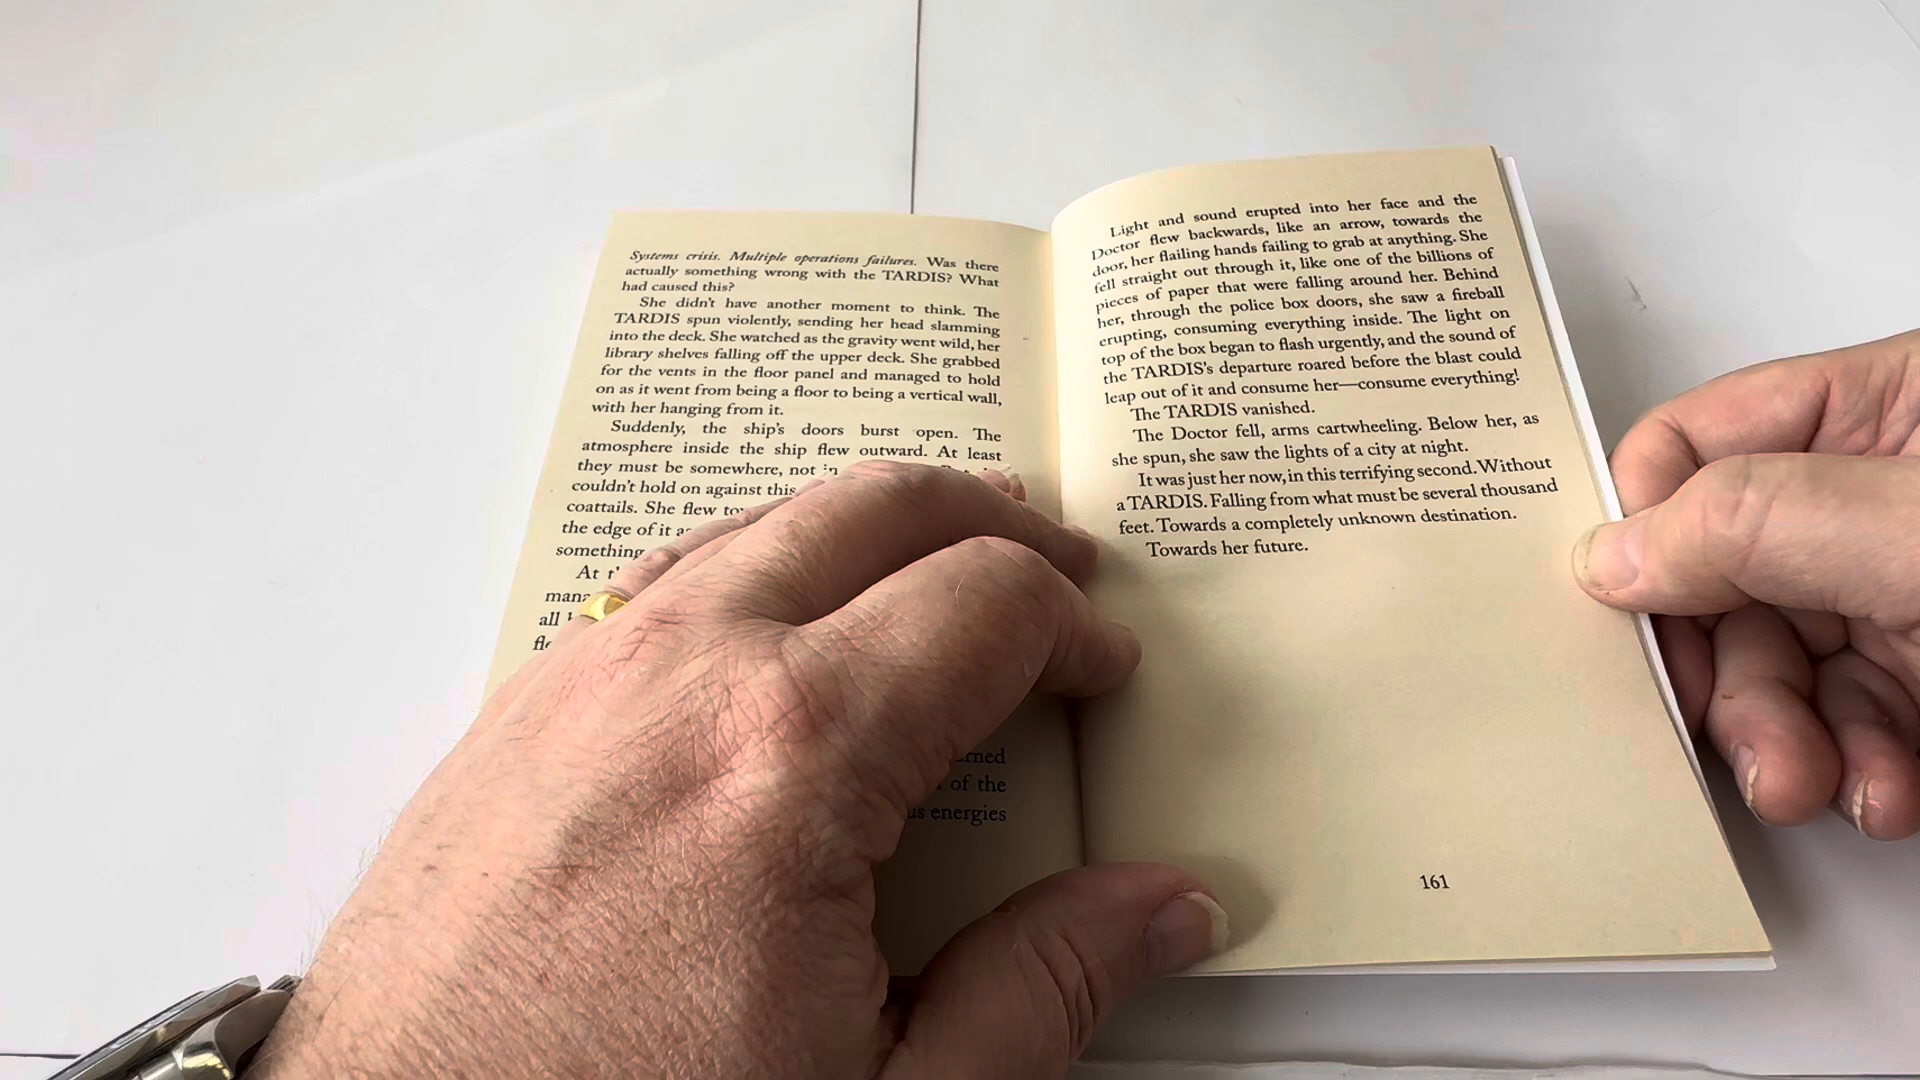 Systems crisis. Multiple operations failures. Was there
actually something wrong with the TARDIS? What
had caused this?
She didn't have another moment to think. The
TARDIS spun violently, sending her head slamming
into the deck. She watched as the gravity went wild, her
library shelves falling off the upper deck. She grabbed
for the vents in the floor panel and managed to hold
on as it went from being a floor to being a vertical wall,
with her hanging from it.
Suddenly, the ship's doors burst open. The
atmosphere inside the ship flew outward. At least
they must be somewhere, not in
couldn't hold on against this
coattails. She flew
the edge of it
something
At
all
of the
energies
Light and sound erupted into her face and the
Doctor flew backwards, like an arrow, towards the
door, her flailing hands failing to grab at anything. She
fell straight out through it, like one of the billions of
pieces of paper that were falling around her. Behind
her, through the police box doors, she saw a fireball
erupting, consuming everything inside. The light on
top of the box began to flash urgently, and the sound of
the TARDIS's departure roared before the blast could
leap out of it and consume her—consume everything!
The TARDIS vanished.
The Doctor fell, arms cartwheeling. Below her, as
she spun, she saw the lights of a city at night.
It was just her now, in this terrifying second. Without
a TARDIS. Falling from what must be several thousand
feet. Towards a completely unknown destination.
Towards her future.
161